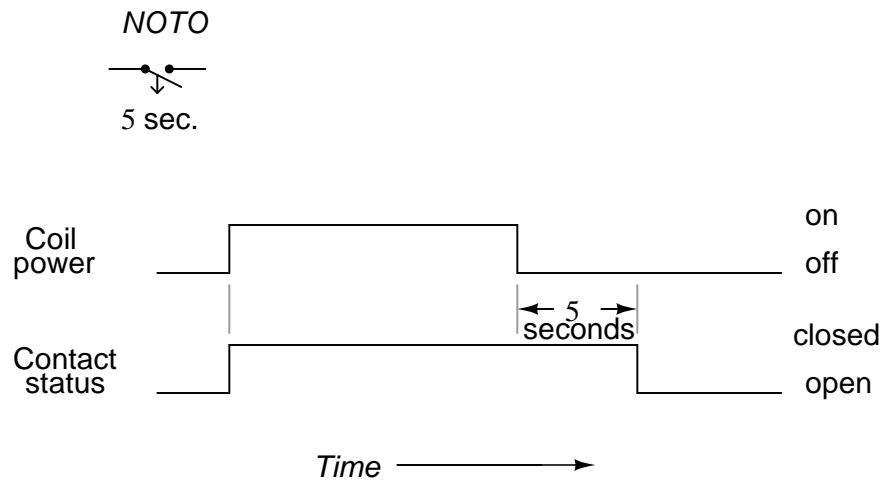 NOTO
5 sec.
Coil
power
on
off
5
seconds
Contact
status
closed
open
Time